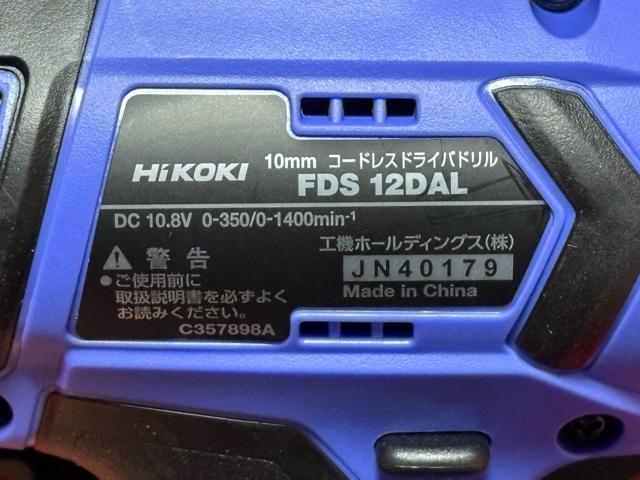 HiKOKI
10mm コードレスドライバドリル
FDS 12DAL
DC 10.8V 0-350/0-1400min⁻¹
⚠ 警告
●ご使用前に
取扱説明書を必ずよく
お読みください。
C357898A
工機ホールディングス(株)
JN40179
Made in China